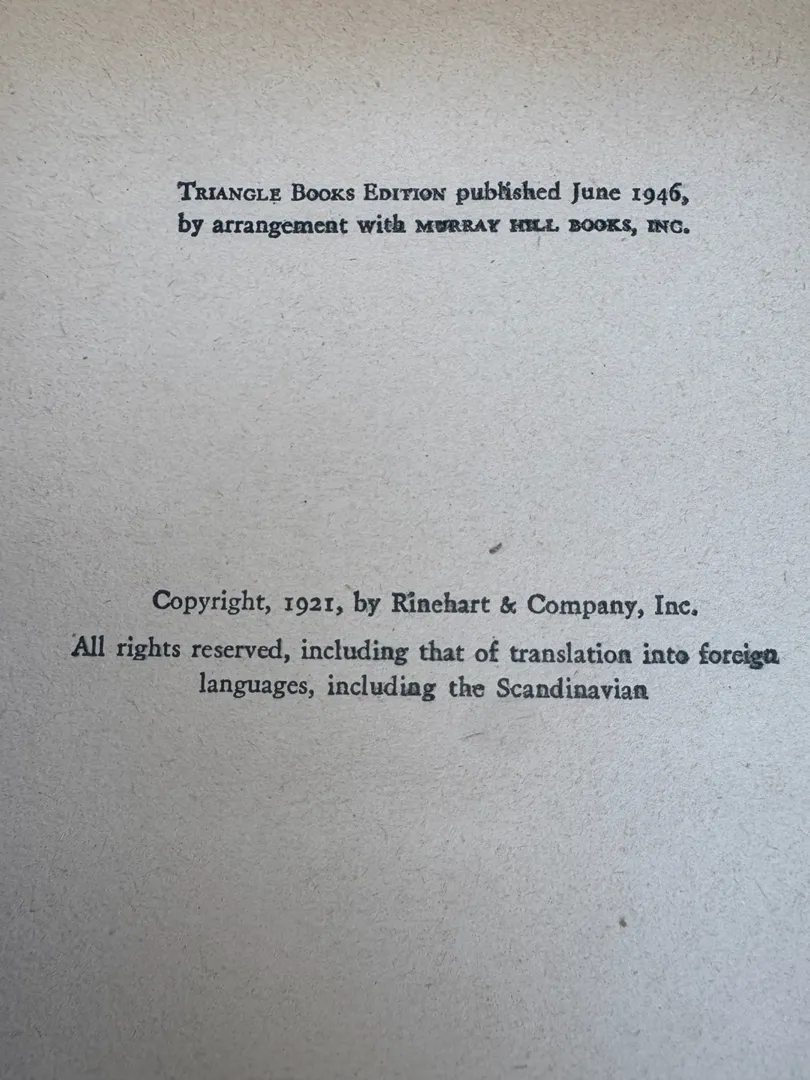 TRIANGLE BOOKS EDITION published June 1946,
by arrangement with MURRAY HILL BOOKS, INC.
Copyright, 1921, by Rinehart & Company, Inc.
All rights reserved, including that of translation into foreign
languages, including the Scandinavian